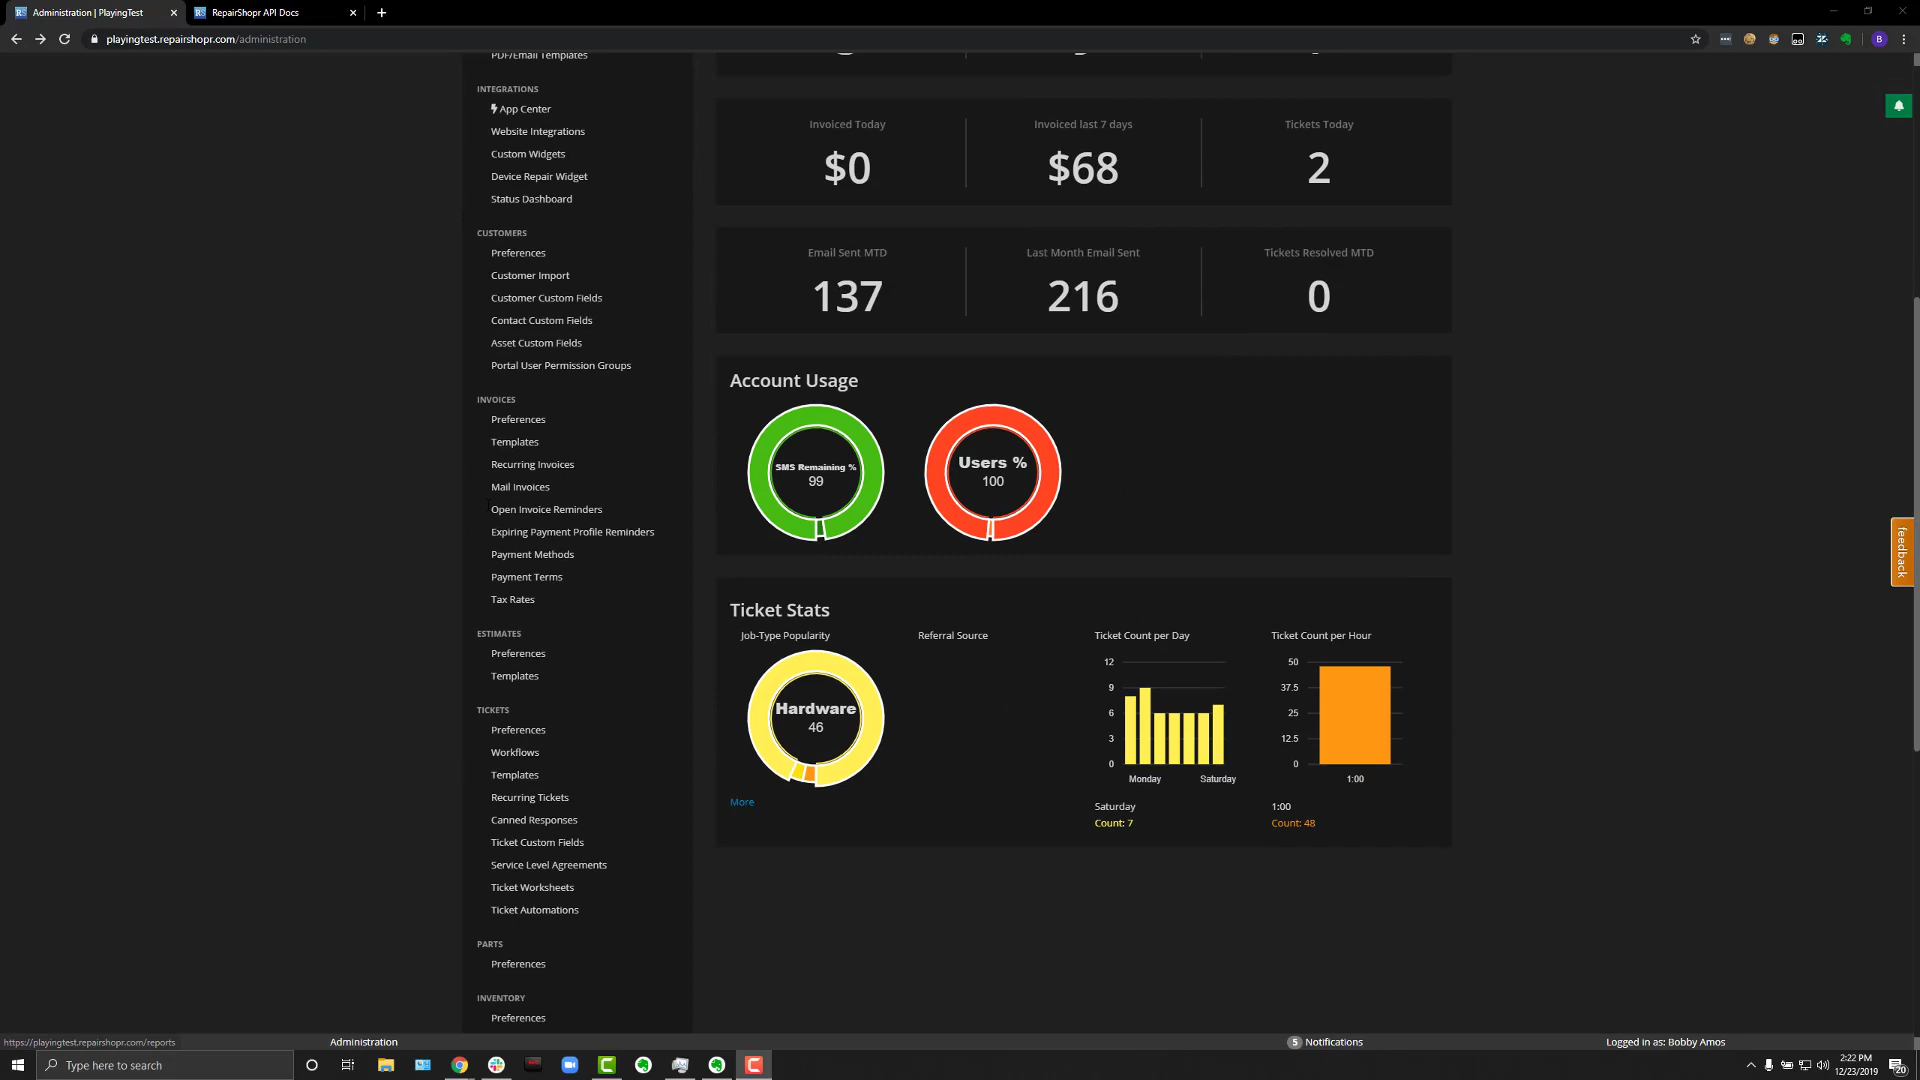 Administration | PlayingTest
RepairShopr API Docs
playingtest.repairshopr.com/administration
PDF/Email Templates
INTEGRATIONS
App Center
Website Integrations
Custom Widgets
Device Repair Widget
Status Dashboard
CUSTOMERS
Preferences
Customer Import
Customer Custom Fields
Contact Custom Fields
Asset Custom Fields
Portal User Permission Groups
INVOICES
Preferences
Templates
Recurring Invoices
Mail Invoices
Open Invoice Reminders
Expiring Payment Profile Reminders
Payment Methods
Payment Terms
Tax Rates
ESTIMATES
Preferences
Templates
TICKETS
Preferences
Workflows
Templates
Recurring Tickets
Canned Responses
Ticket Custom Fields
Service Level Agreements
Ticket Worksheets
Ticket Automations
PARTS
Preferences
INVENTORY
Preferences
Invoiced Today
$0
Invoiced last 7 days
$68
Tickets Today
2
Email Sent MTD
137
Last Month Email Sent
216
Tickets Resolved MTD
0
Account Usage
SMS Remaining %
99
Users %
100
Ticket Stats
Job-Type Popularity
Hardware
46
More
Referral Source
Ticket Count per Day
12
9
6
3
0
Monday Saturday
Saturday
Count: 7
Ticket Count per Hour
50
37.5
25
12.5
0
1:00
1:00
Count: 48
feedback
https://playingtest.repairshopr.com/reports
Administration
5 Notifications
Logged in as: Bobby Amos
Type here to search
2:22 PM
12/23/2019
20